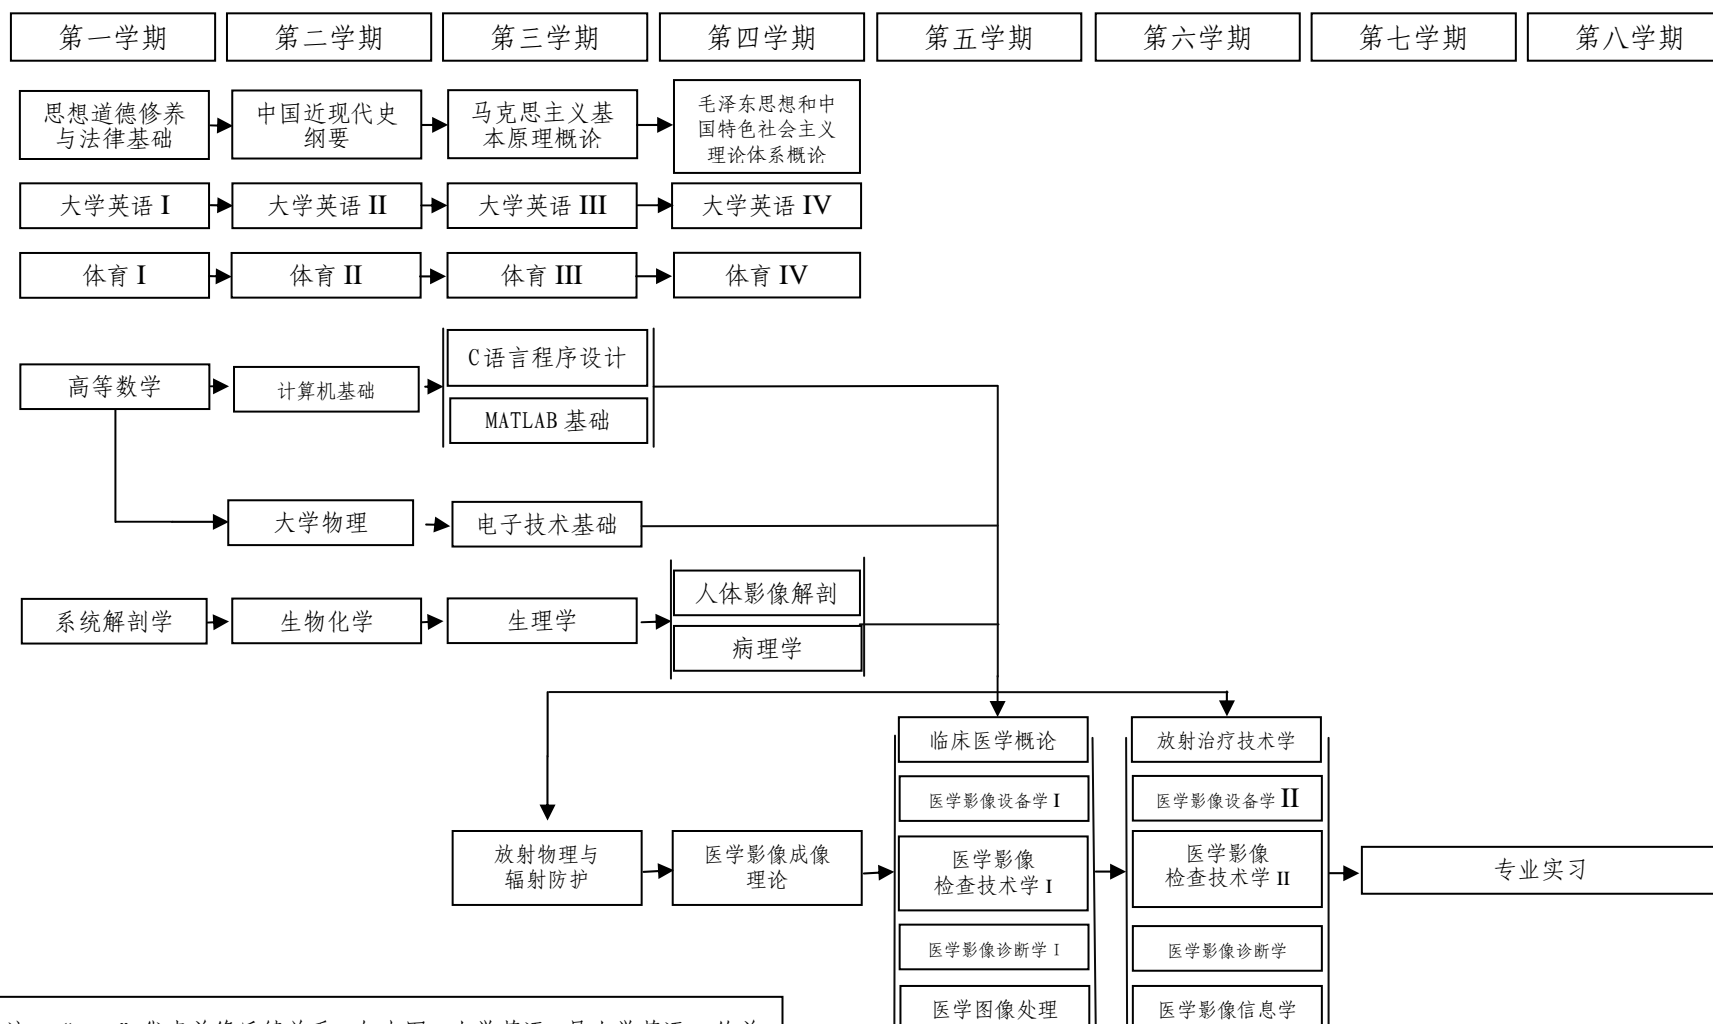 第一学期
第二学期
第三学期
第四学期
第五学期
第六学期
第七学期
第八学期
思想道德修养
与法律基础
中国近现代史
纲要
马克思主义基
本原理概论
毛泽东思想和中
国特色社会主义
理论体系概论
大学英语 I
大学英语 II
大学英语 III
大学英语 IV
体育 I
体育 II
体育 III
体育 IV
高等数学
计算机基础
C语言程序设计
MATLAB 基础
大学物理
电子技术基础
系统解剖学
生物化学
生理学
人体影像解剖
病理学
临床医学概论
放射治疗技术学
医学影像设备学 I
医学影像设备学 II
放射物理与
辐射防护
医学影像成像
理论
医学影像
检查技术学 I
医学影像
检查技术学 II
专业实习
医学影像诊断学 I
医学影像诊断学
医学图像处理
医学影像信息学